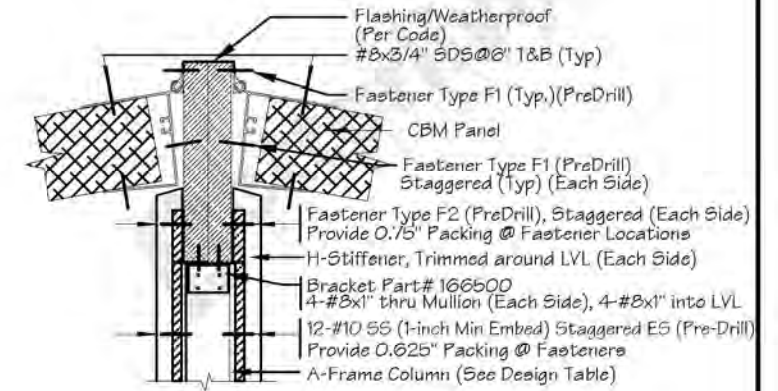 Flashing/Weatherproof
(Per Code)
#8x3/4" SDS@6" T&B (Typ)
Fastener Type F1 (Typ.)(PreDrill)
CBM Panel
Fastener Type F1 (PreDrill)
Staggered (Typ) (Each Side)
Fastener Type F2 (PreDrill), Staggered (Each Side)
Provide 0.75" Packing @ Fastener Locations
H-Stiffener, Trimmed around LVL (Each Side)
Bracket Part# 166500
4-#8x1" thru Mullion (Each Side), 4-#8x1" into LVL
12-#10 SS (1-inch Min Embed) Staggered ES (Pre-Drill)
Provide 0.625" Packing @ Fasteners
A-Frame Column (See Design Table)